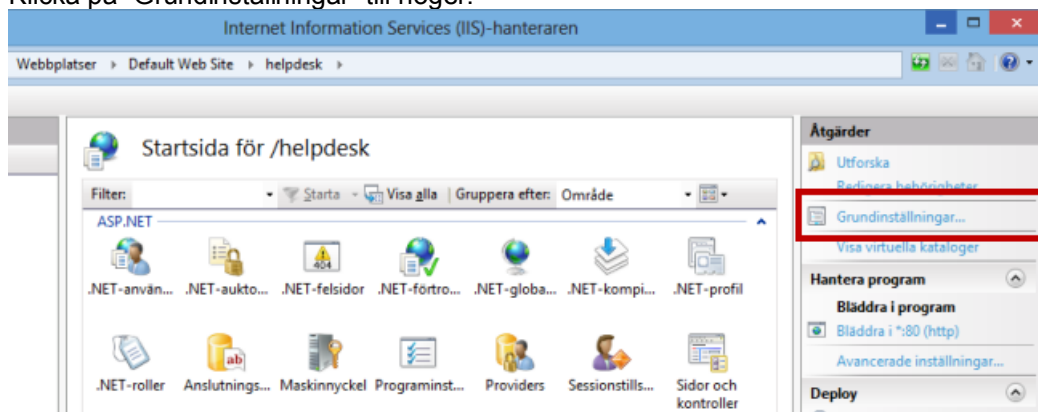 Klicka på "Grundinställningar" till höger.
Internet Information Services (IIS)-hanteraren
Webbplatser ▸ Default Web Site ▸ helpdesk ▸
Startsida för /helpdesk
Filter: Starta Visa alla Gruppera efter: Område
ASP.NET
.NET-använ... .NET-aukto... .NET-felsidor .NET-förtro... .NET-globa... .NET-kompi... .NET-profil
.NET-roller Anslutnings... Maskinnyckel Programinst... Providers Sessionstills... Sidor och
kontroller
Åtgärder
Utforska
Redigera behörigheter
Grundinställningar...
Visa virtuella kataloger
Hantera program
Bläddra i program
Bläddra i *:80 (http)
Avancerade inställningar...
Deploy